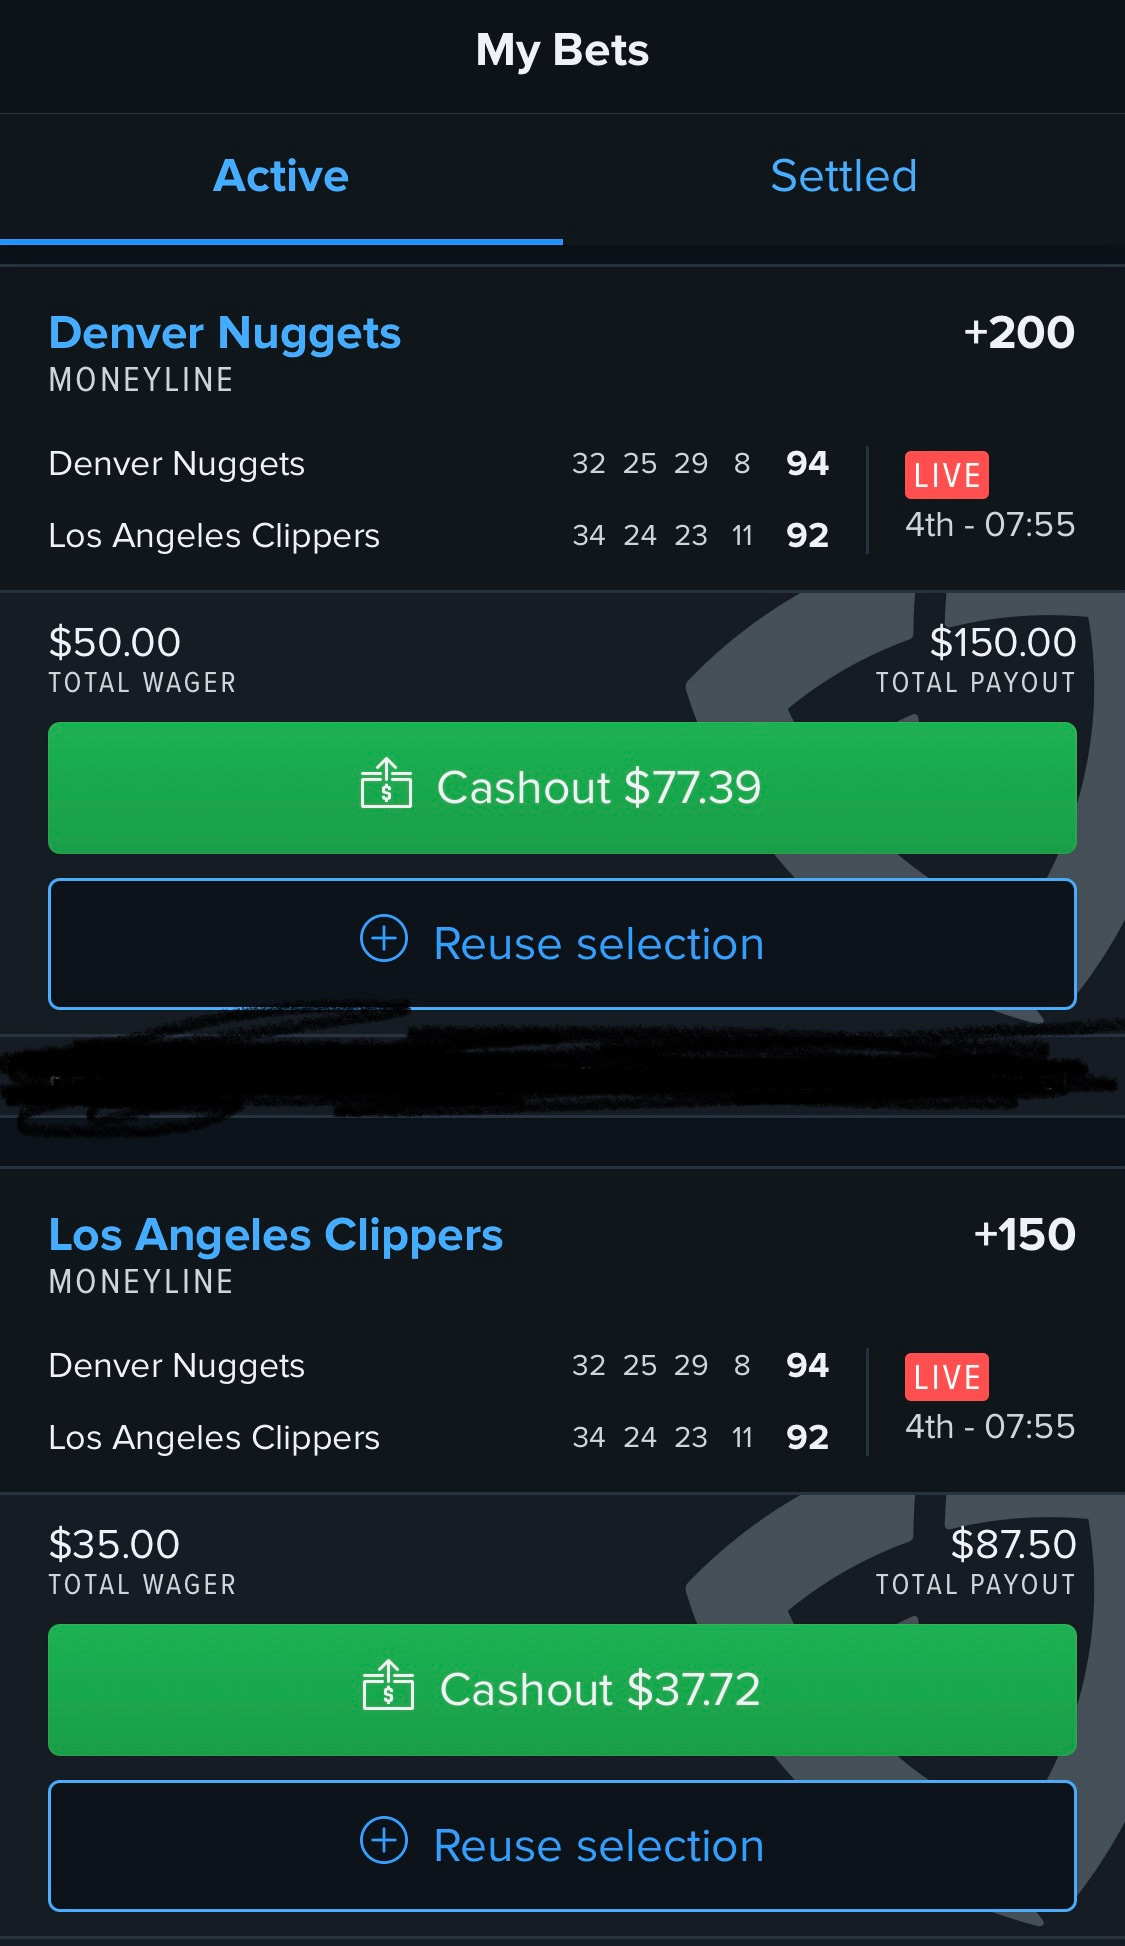 My Bets
Active Settled
Denver Nuggets +200
MONEYLINE
Denver Nuggets 32 25 29 8 94
LIVE
Los Angeles Clippers 34 24 23 11 92
4th - 07:55
$50.00 $150.00
TOTAL WAGER TOTAL PAYOUT
$ Cashout $77.39
Reuse selection
Los Angeles Clippers +150
MONEYLINE
Denver Nuggets 32 25 29 8 94
LIVE
Los Angeles Clippers 34 24 23 11 92
4th - 07:55
$35.00 $87.50
TOTAL WAGER TOTAL PAYOUT
$ Cashout $37.72
Reuse selection